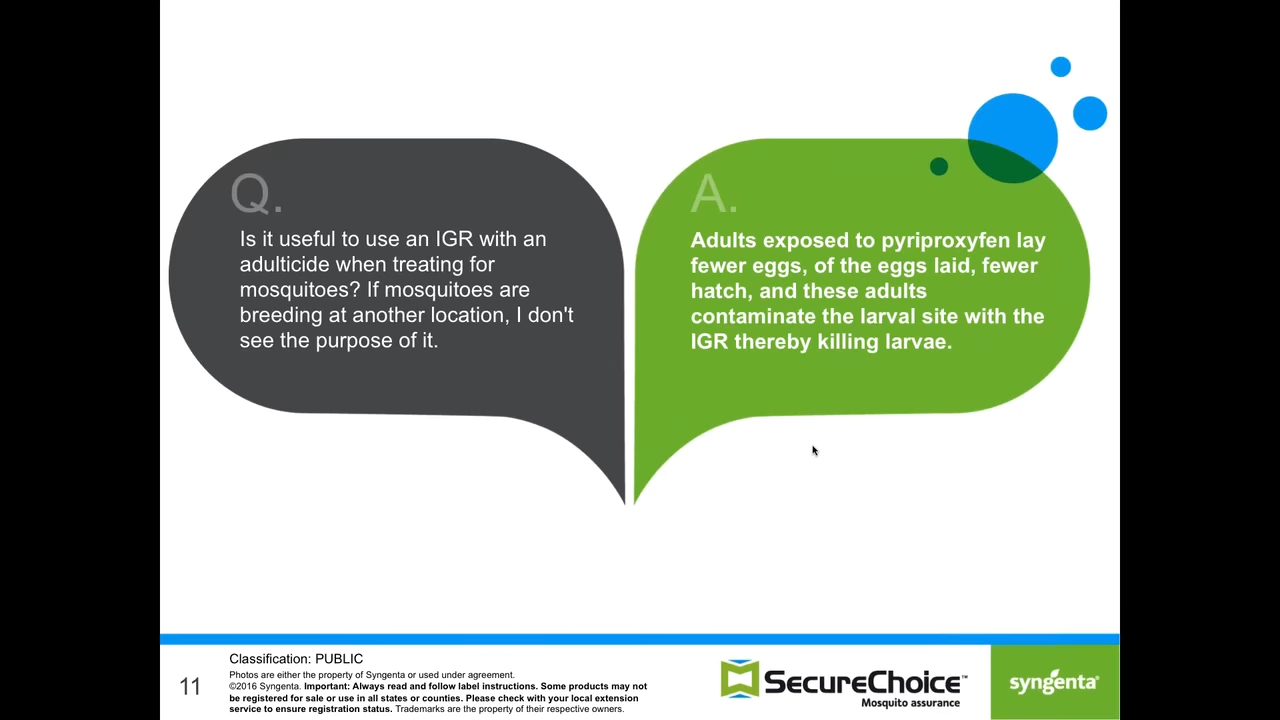 Q.
Is it useful to use an IGR with an
adulticide when treating for
mosquitoes? If mosquitoes are
breeding at another location, I don't
see the purpose of it.
A.
Adults exposed to pyriproxyfen lay
fewer eggs, of the eggs laid, fewer
hatch, and these adults
contaminate the larval site with the
IGR thereby killing larvae.
11
Classification: PUBLIC
Photos are either the property of Syngenta or used under agreement.
©2016 Syngenta. Important: Always read and follow label instructions. Some products may not
be registered for sale or use in all states or counties. Please check with your local extension
service to ensure registration status. Trademarks are the property of their respective owners.
SecureChoice™
Mosquito assurance
syngenta®